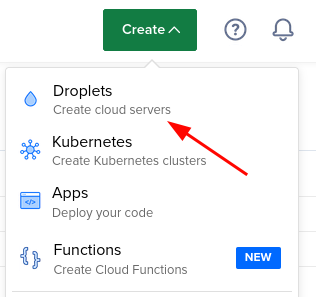 Create
Droplets
Create cloud servers
Kubernetes
Create Kubernetes clusters
Apps
Deploy your code
Functions
Create Cloud Functions
NEW